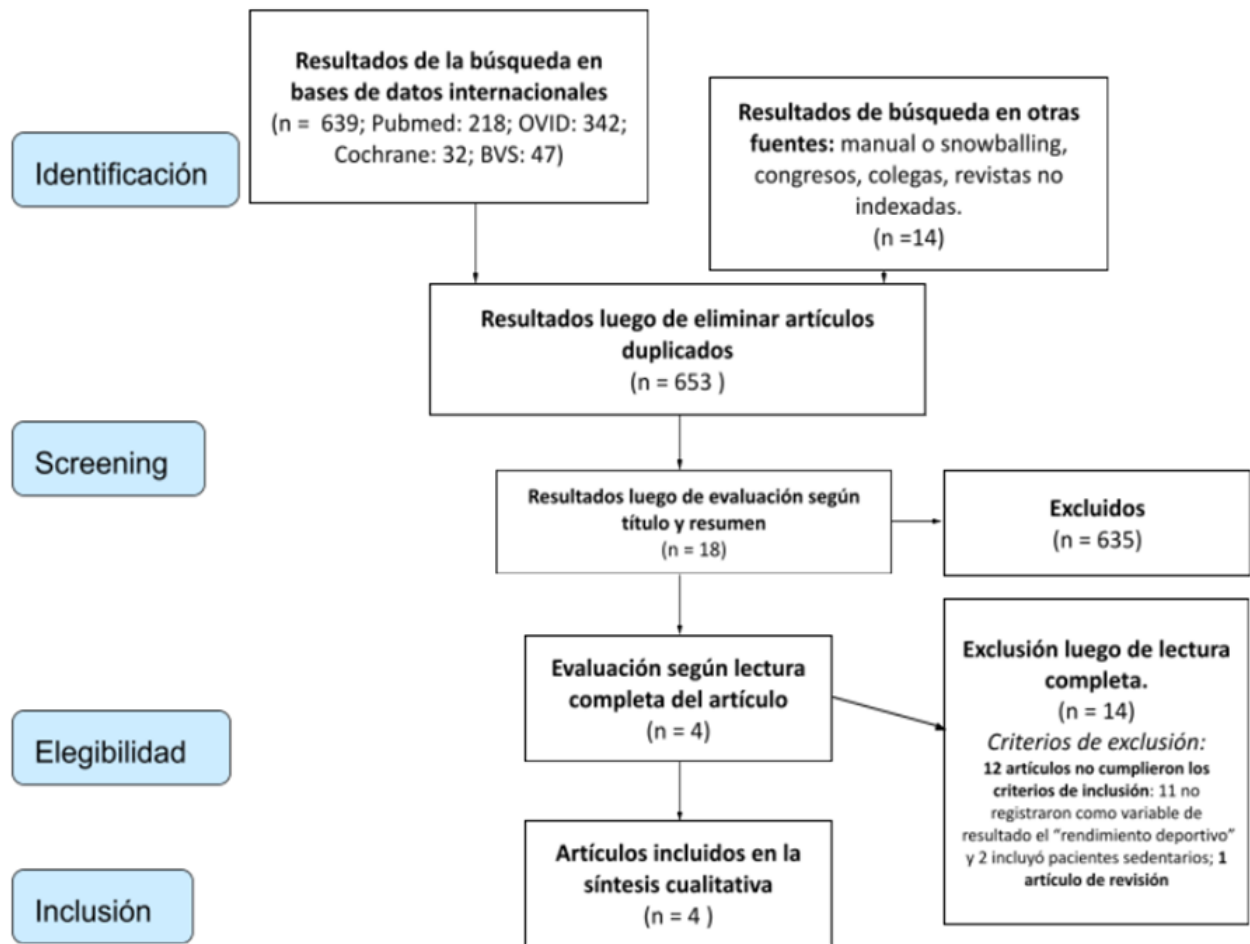 Resultados de la búsqueda en
bases de datos internacionales
(n = 639; Pubmed: 218; OVID: 342;
Cochrane: 32; BVS: 47)
Resultados de búsqueda en otras
fuentes: manual o snowballing,
congresos, colegas, revistas no
indexadas.
(n =14)
Identificación
Resultados luego de eliminar artículos
duplicados
(n = 653 )
Screening
Resultados luego de evaluación según
título y resumen
(n = 18)
Excluidos
(n = 635)
Evaluación según lectura
completa del artículo
(n = 4)
Exclusión luego de lectura
completa.
(n = 14)
Criterios de exclusión:
12 artículos no cumplieron los
criterios de inclusión: 11 no
registraron como variable de
resultado el “rendimiento deportivo”
y 2 incluyó pacientes sedentarios; 1
artículo de revisión
Elegibilidad
Artículos incluidos en la
síntesis cualitativa
(n = 4 )
Inclusión